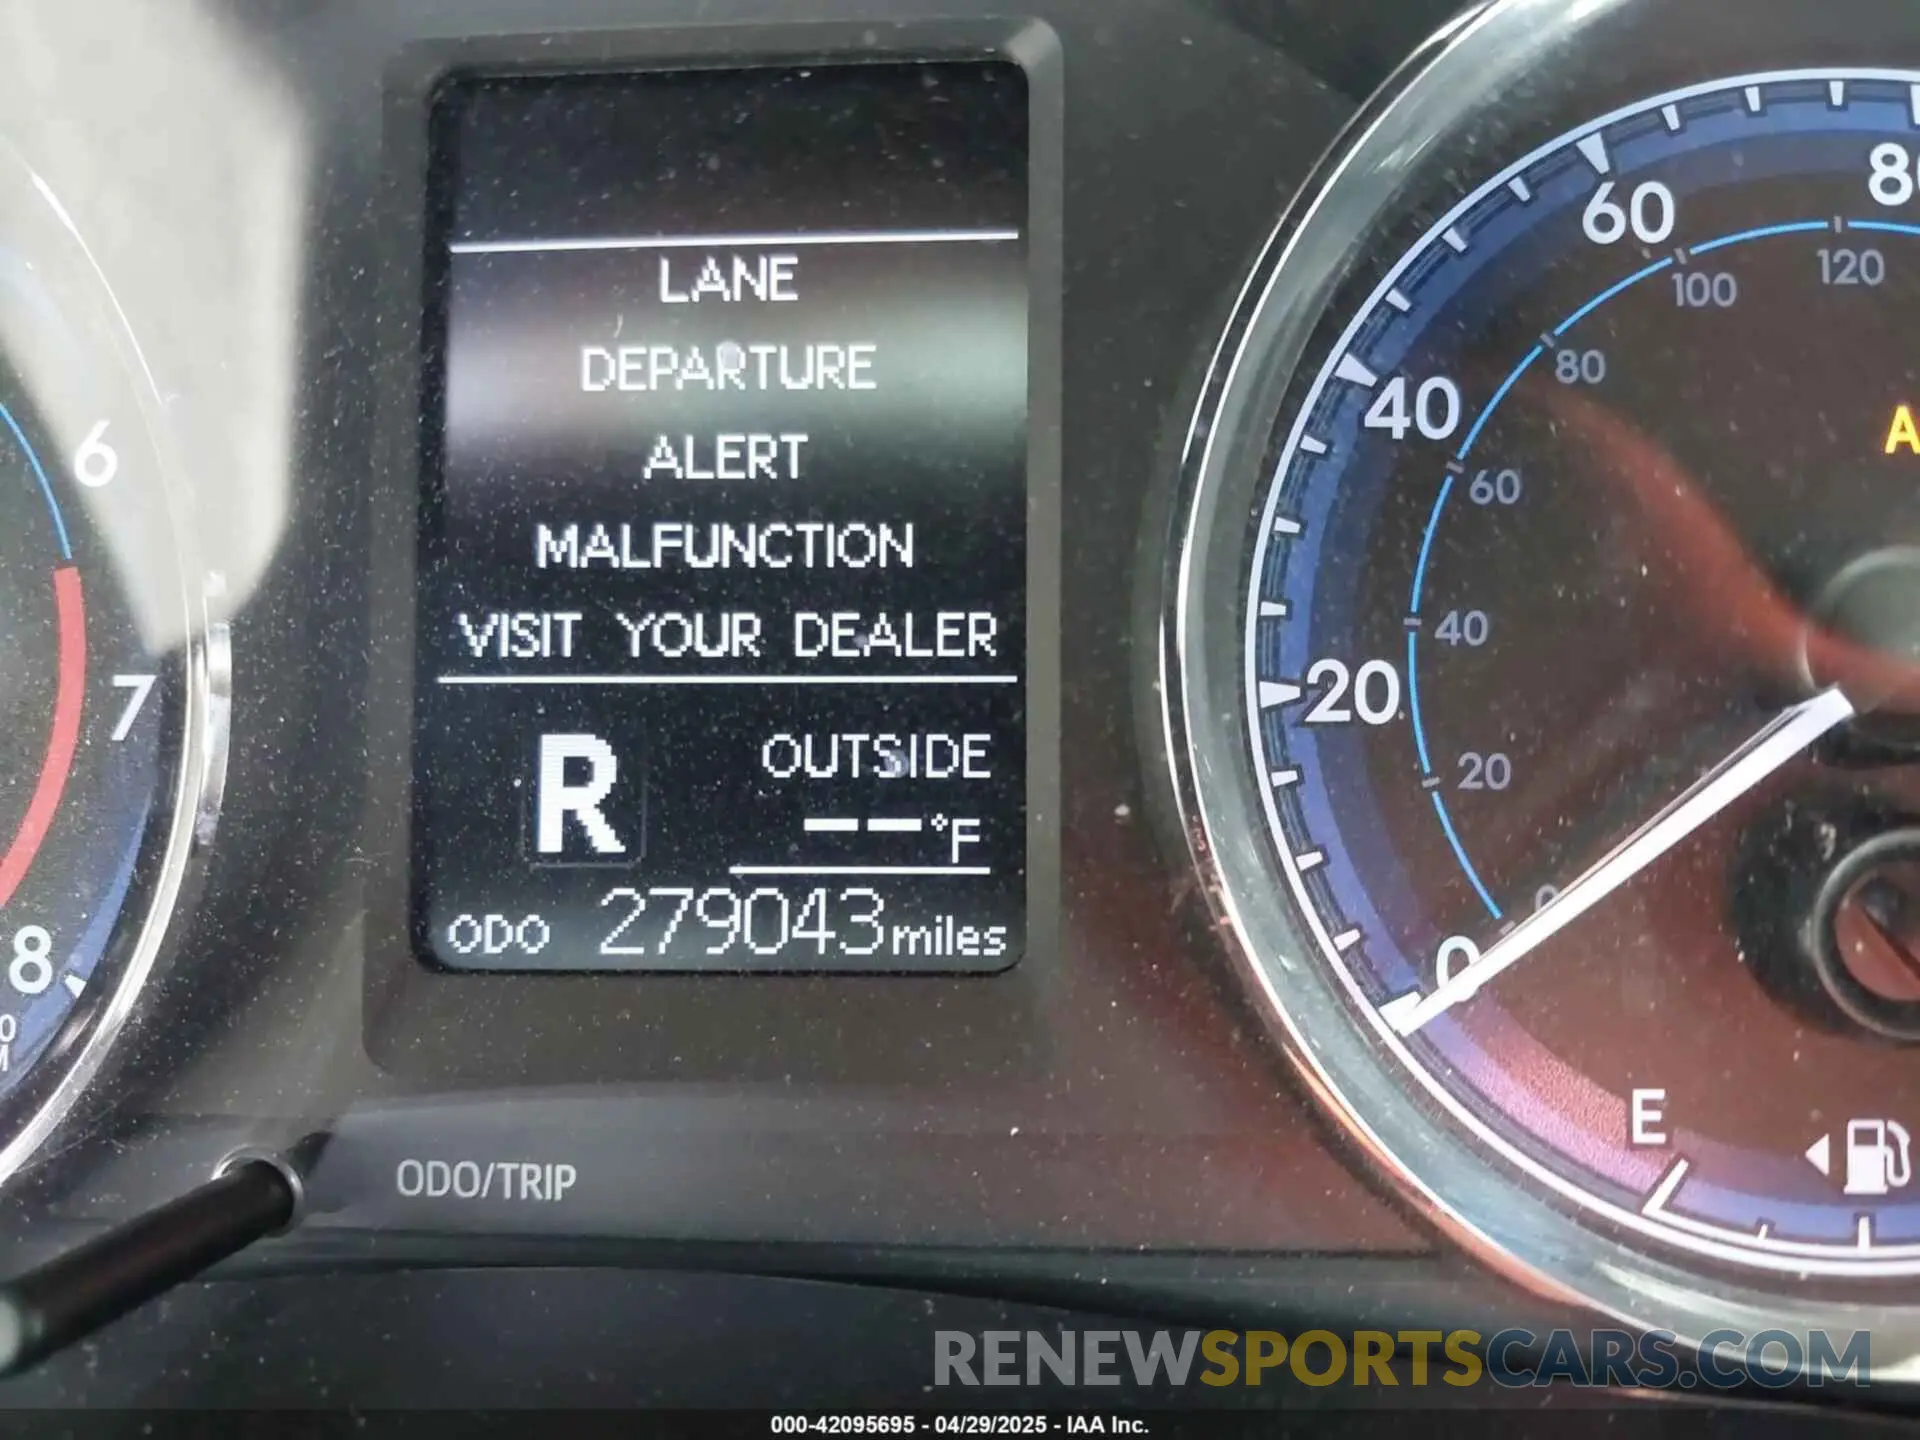 LANE
DEPARTURE
ALERT
MALFUNCTION
VISIT YOUR DEALER
R
OUTSIDE
-- °F
ODO 279043 miles
6
7
8
ODO/TRIP
0
20
40
60
80
0
20
40
60
80
100
120
A
E
RENEWSPORTSCARS.COM
000-42095695 - 04/29/2025 - IAA Inc.